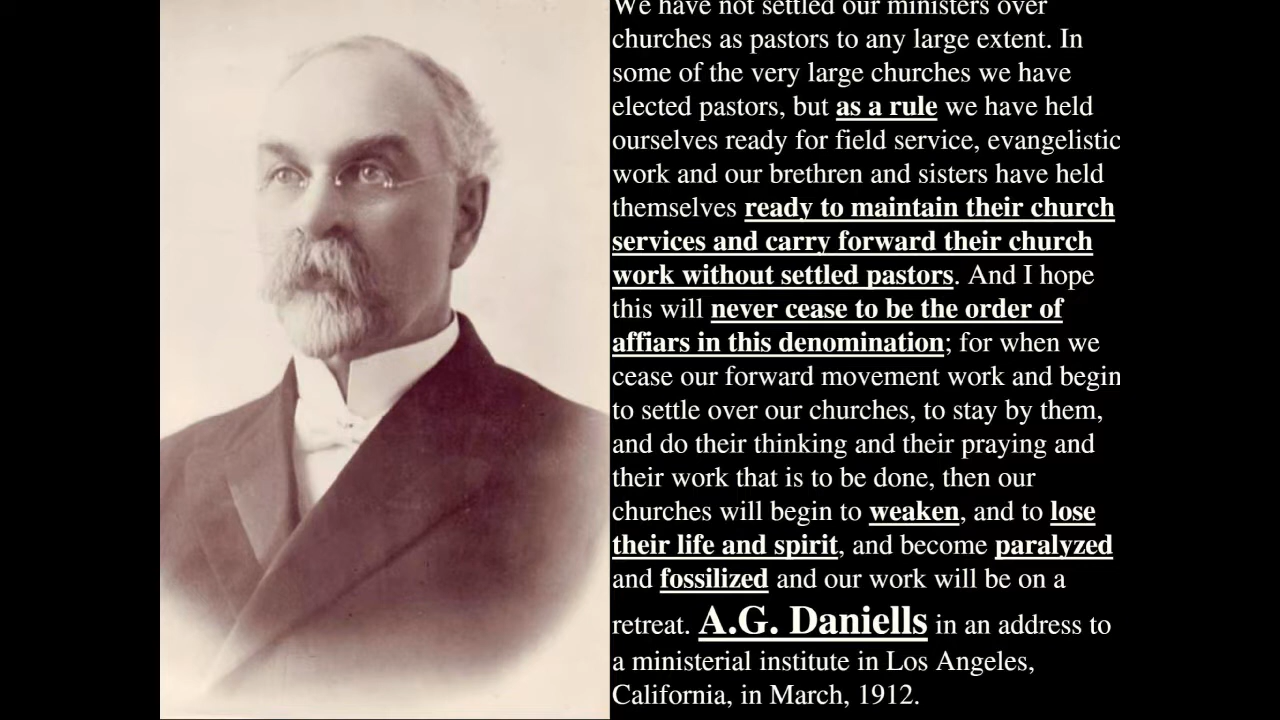 We have not settled our ministers over
churches as pastors to any large extent. In
some of the very large churches we have
elected pastors, but as a rule we have held
ourselves ready for field service, evangelistic
work and our brethren and sisters have held
themselves ready to maintain their church
services and carry forward their church
work without settled pastors. And I hope
this will never cease to be the order of
affiars in this denomination; for when we
cease our forward movement work and begin
to settle over our churches, to stay by them,
and do their thinking and their praying and
their work that is to be done, then our
churches will begin to weaken, and to lose
their life and spirit, and become paralyzed
and fossilized and our work will be on a
retreat. A.G. Daniells in an address to
a ministerial institute in Los Angeles,
California, in March, 1912.